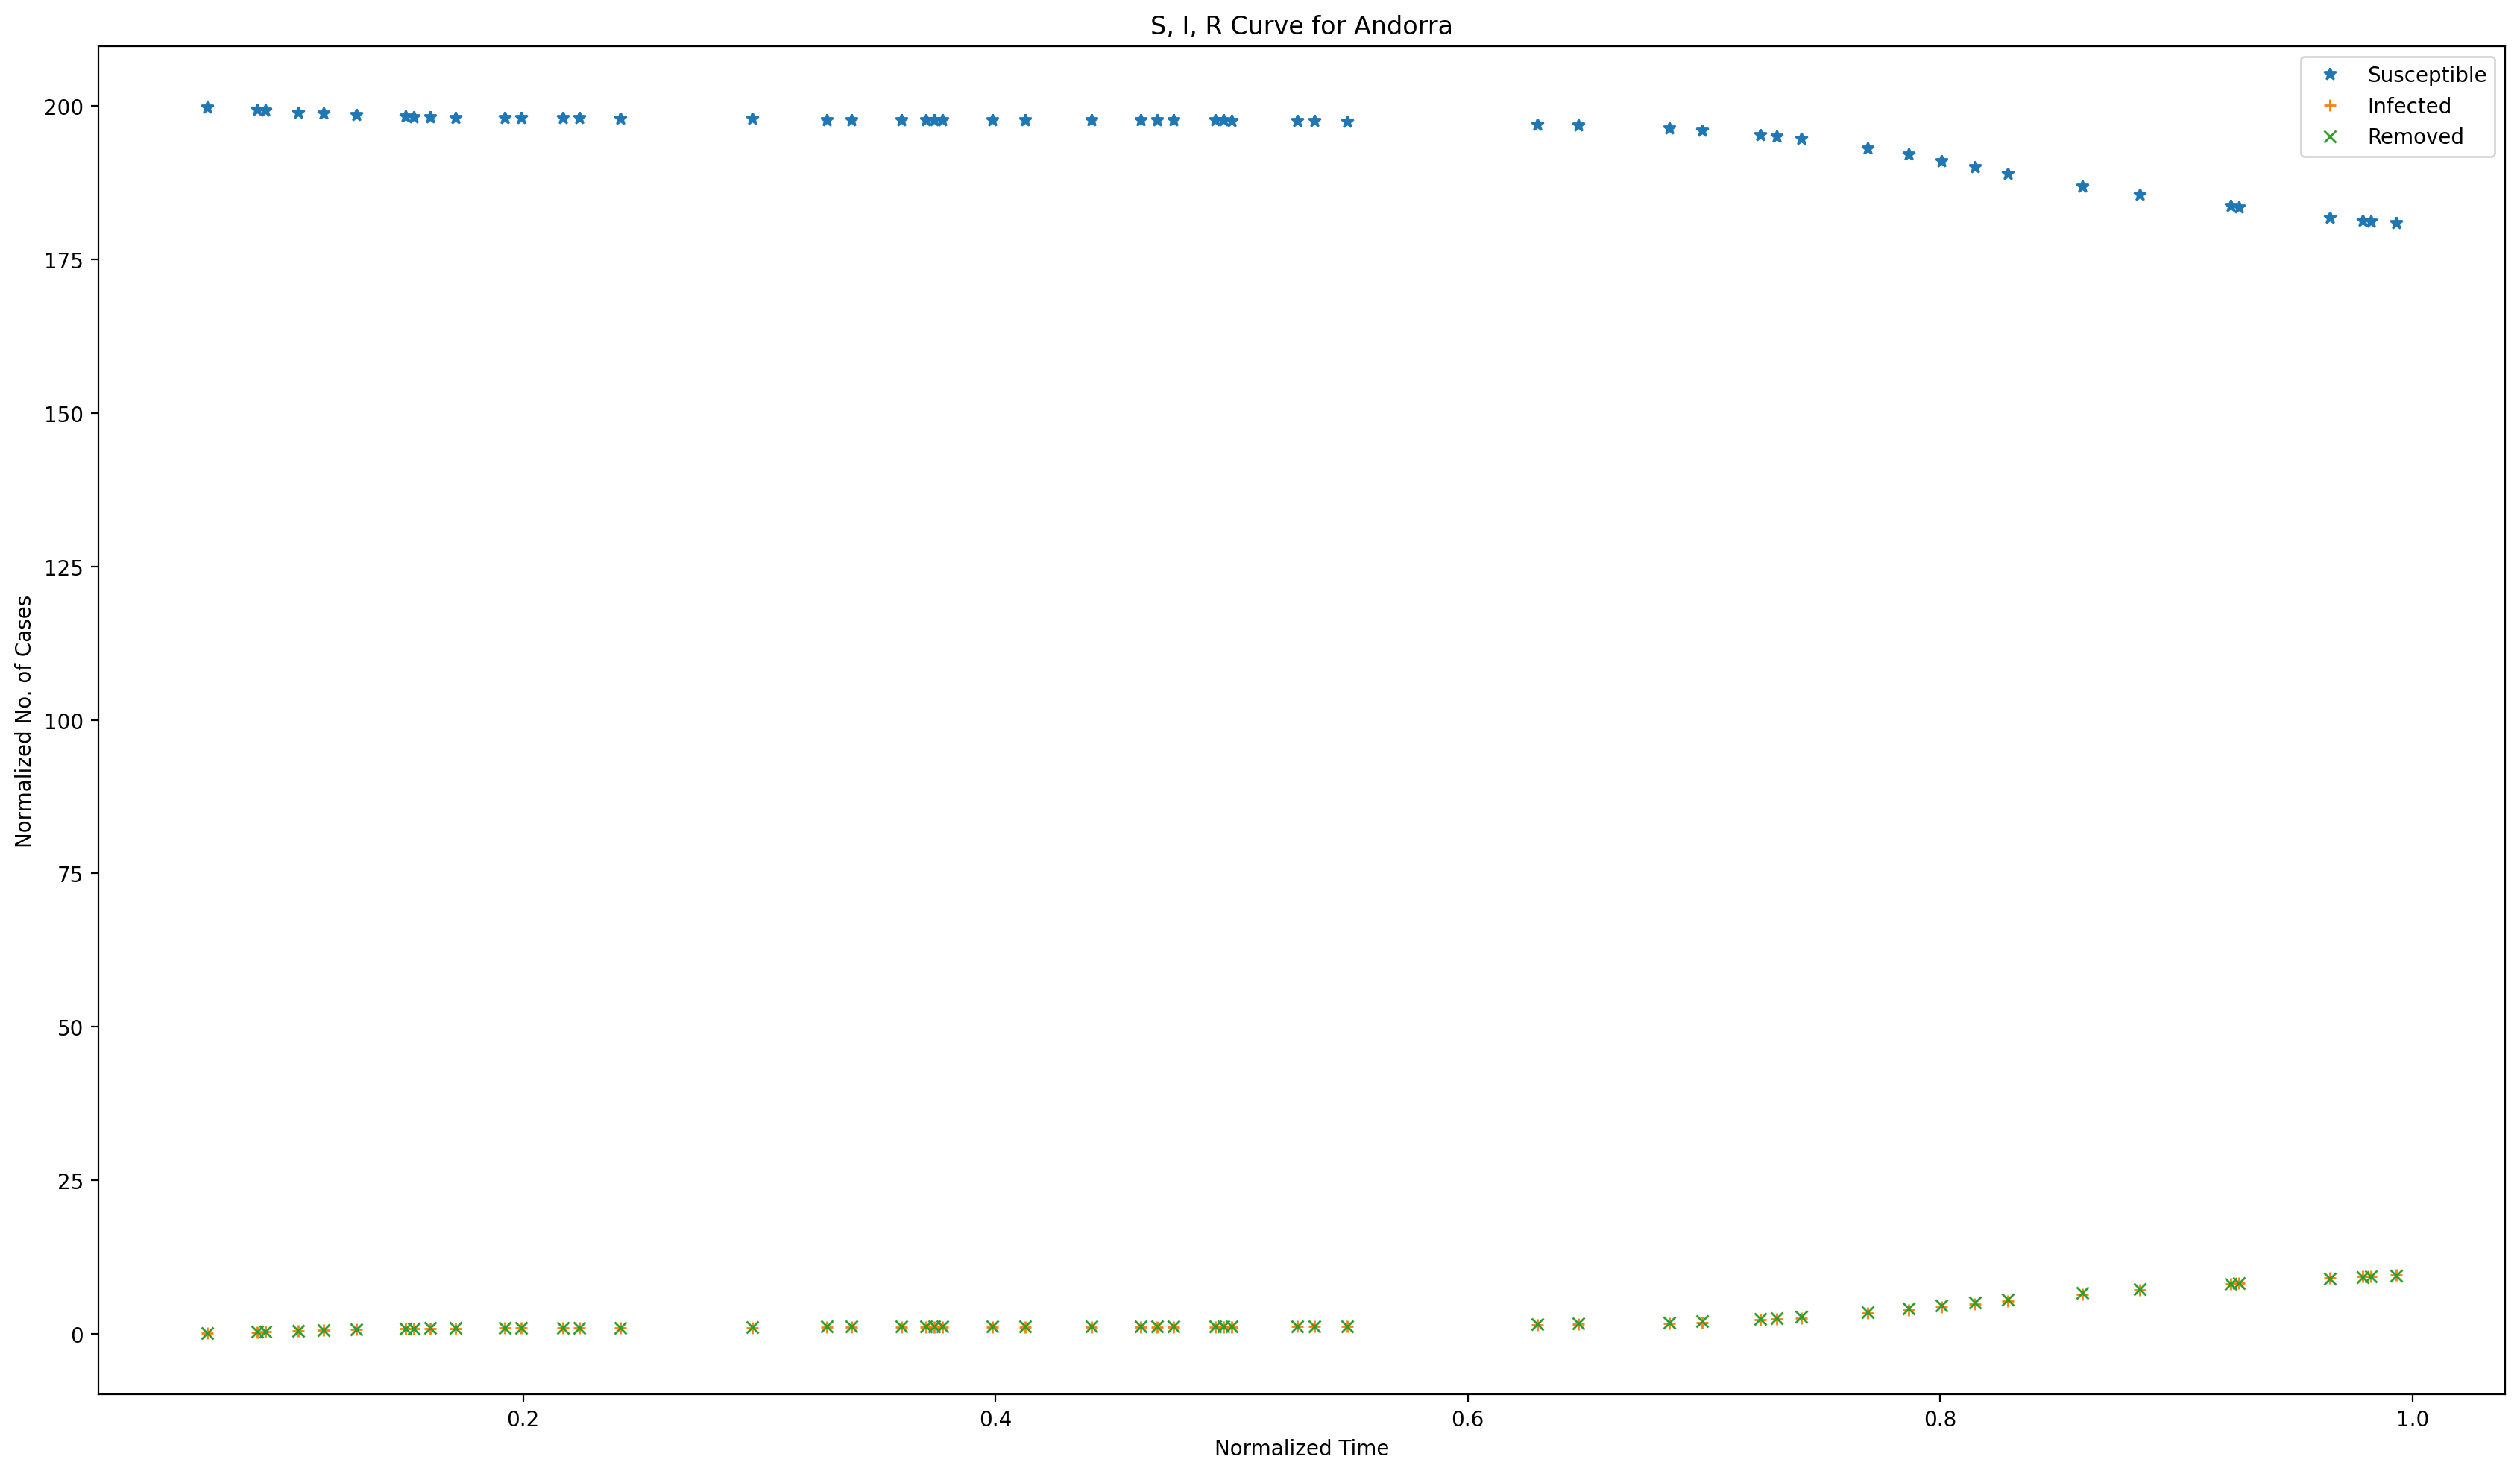 S, I, R Curve for Andorra
Susceptible
Infected
Removed
200
175
150
125
100
75
50
25
0
Normalized No. of Cases
0.2 0.4 0.6 0.8 1.0
Normalized Time